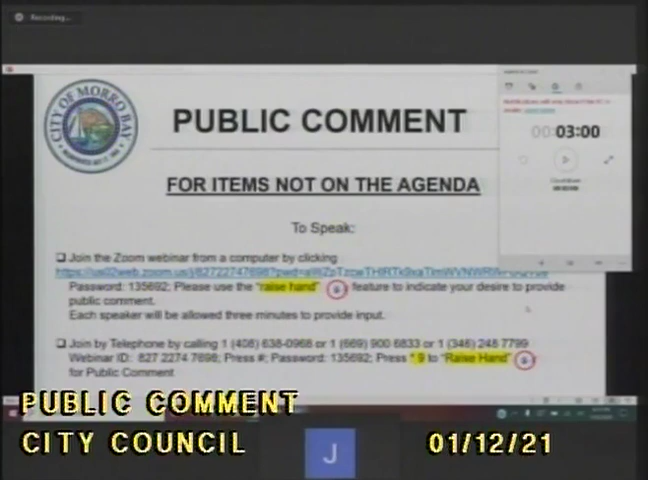 Recording...
CITY OF MORRO BAY
PUBLIC COMMENT
00:03:00
FOR ITEMS NOT ON THE AGENDA
To Speak:
❑ Join the Zoom webinar from a computer by clicking
Password: 135692; Please use the "raise hand" feature to indicate your desire to provide
public comment.
Each speaker will be allowed three minutes to provide input.
❑ Join by Telephone by calling 1 (408) 638-0968 or 1 (669) 900 6833 or 1 (346) 248 7799
Webinar ID: 827 2274 7698; Press #; Password: 135692; Press * 9 to "Raise Hand"
for Public Comment
PUBLIC COMMENT
CITY COUNCIL
J
01/12/21